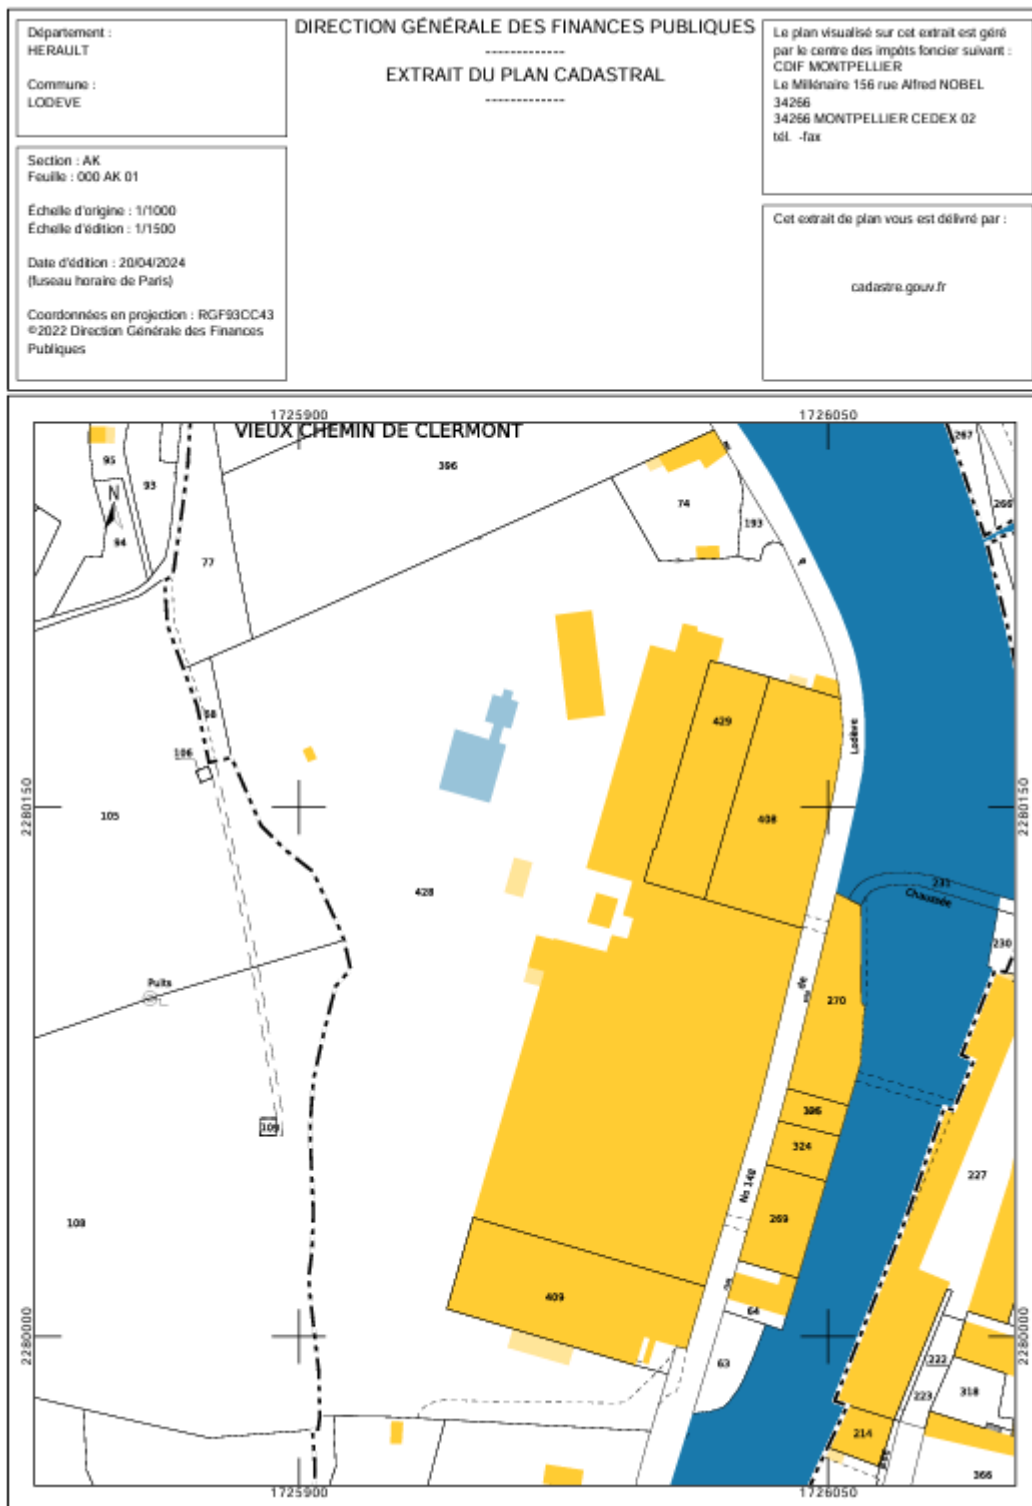 Département :
HERAULT
Commune :
LODEVE
Section : AK
Feuille : 000 AK 01
Échelle d'origine : 1/1000
Échelle d'édition : 1/1500
Date d'édition : 20/04/2024
(fuseau horaire de Paris)
Coordonnées en projection : RGF93CC43
©2022 Direction Générale des Finances
Publiques
DIRECTION GÉNÉRALE DES FINANCES PUBLIQUES
-------------
EXTRAIT DU PLAN CADASTRAL
-------------
Le plan visualisé sur cet extrait est géré
par le centre des impôts foncier suivant :
CDIF MONTPELLIER
Le Millénaire 156 rue Alfred NOBEL
34266
34266 MONTPELLIER CEDEX 02
tél. -fax
Cet extrait de plan vous est délivré par :
cadastre.gouv.fr
1725900
1726050
VIEUX CHEMIN DE CLERMONT
267
95
396
93
N
74
266
193
94
77
429
Lodève
106
2280150
2280150
105
408
231
428
Chaussée
230
Puits
de
270
109
324
227
No 148
108
269
409
64
2280000
2280000
222
63
318
223
214
366
1725900
1726050